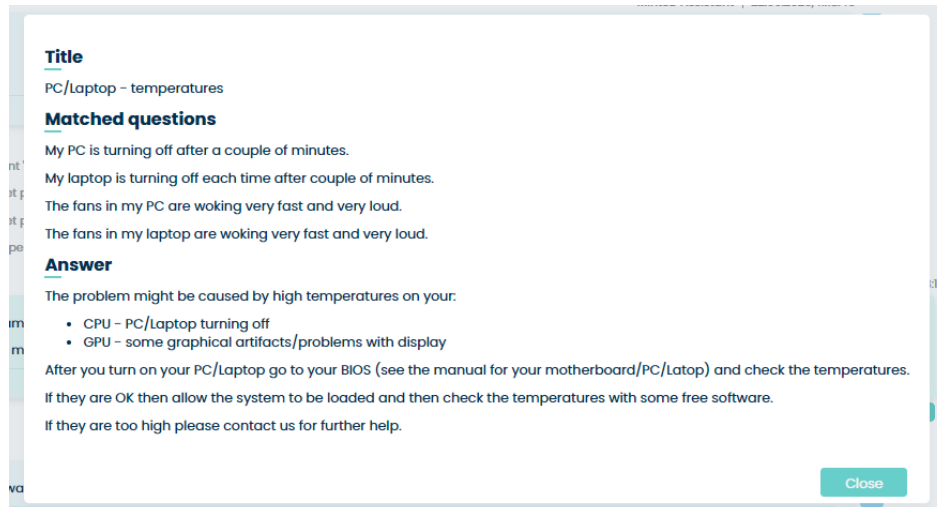 Title
PC/Laptop - temperatures
Matched questions
My PC is turning off after a couple of minutes.
My laptop is turning off each time after couple of minutes.
The fans in my PC are woking very fast and very loud.
The fans in my laptop are woking very fast and very loud.
Answer
The problem might be caused by high temperatures on your:
• CPU - PC/Laptop turning off
• GPU - some graphical artifacts/problems with display
After you turn on your PC/Laptop go to your BIOS (see the manual for your motherboard/PC/Latop) and check the temperatures.
If they are OK then allow the system to be loaded and then check the temperatures with some free software.
If they are too high please contact us for further help.
Close